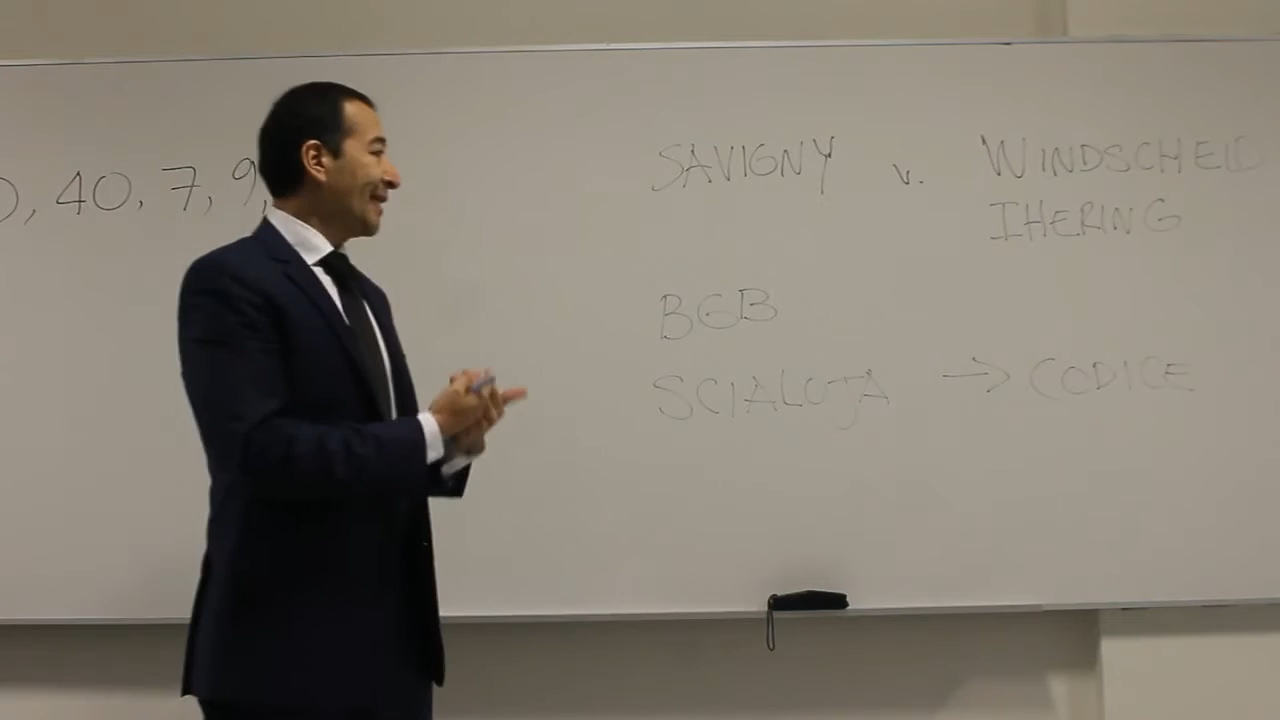 0, 40, 7, 9,
SAVIGNY v. WINDSCHEID
IHERING
BGB
SCIALOJA → CODICE